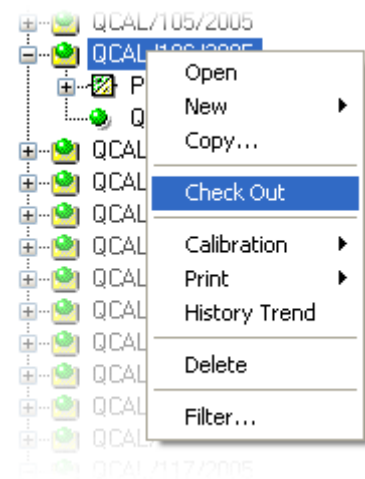 QCAL/105/2005
QCAL/106/2005
P
Q
QCAL
QCAL
QCAL
QCAL
QCAL
QCAL
QCAL
QCAL
QCAL
QCAL/
QCAL/117/2005
Open
New
Copy...
Check Out
Calibration
Print
History Trend
Delete
Filter...